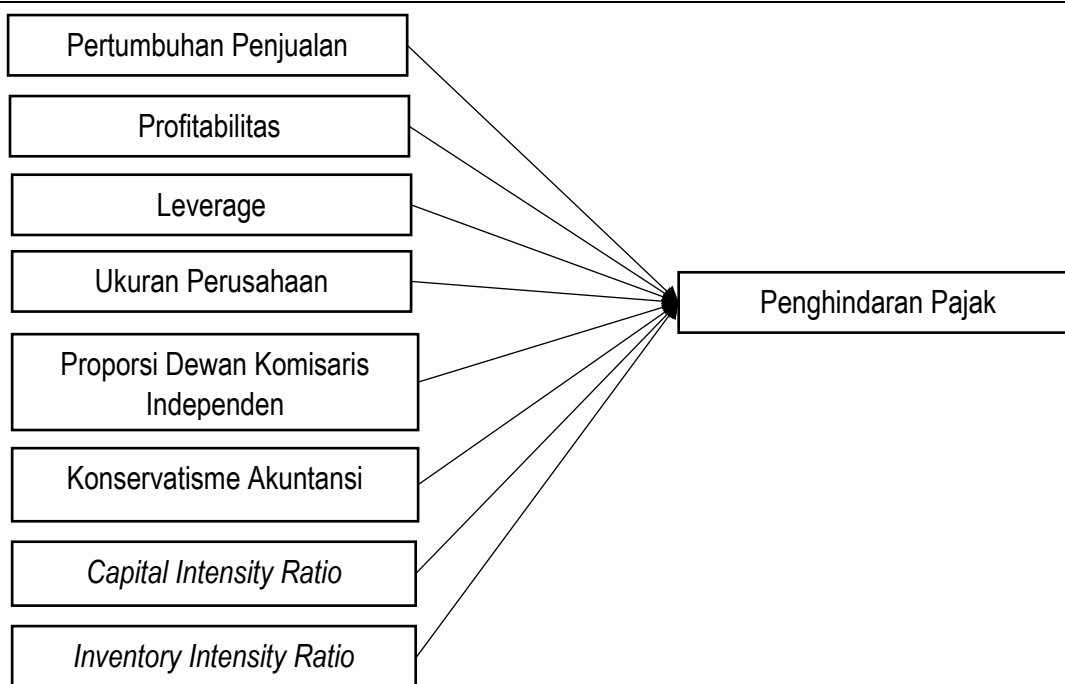 Pertumbuhan Penjualan
Profitabilitas
Leverage
Ukuran Perusahaan
Proporsi Dewan Komisaris
Independen
Konservatisme Akuntansi
Capital Intensity Ratio
Inventory Intensity Ratio
Penghindaran Pajak